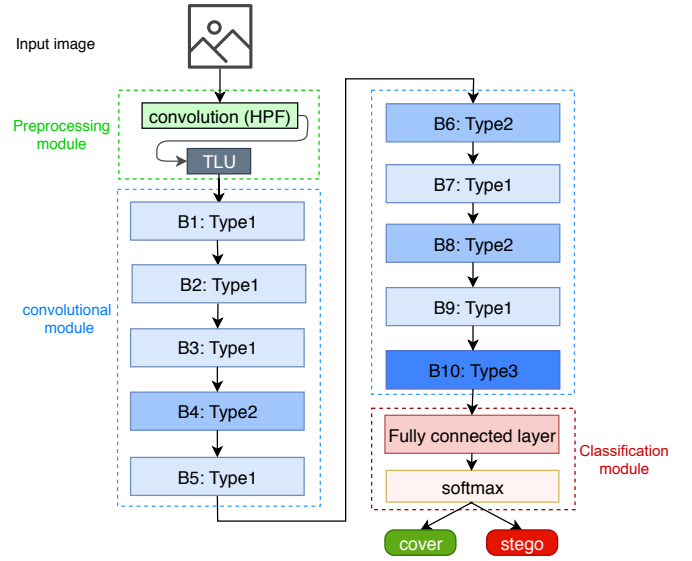 Input image
Preprocessing
module
convolution (HPF)
TLU
convolutional
module
B1: Type1
B2: Type1
B3: Type1
B4: Type2
B5: Type1
B6: Type2
B7: Type1
B8: Type2
B9: Type1
B10: Type3
Fully connected layer
softmax
Classification
module
cover
stego